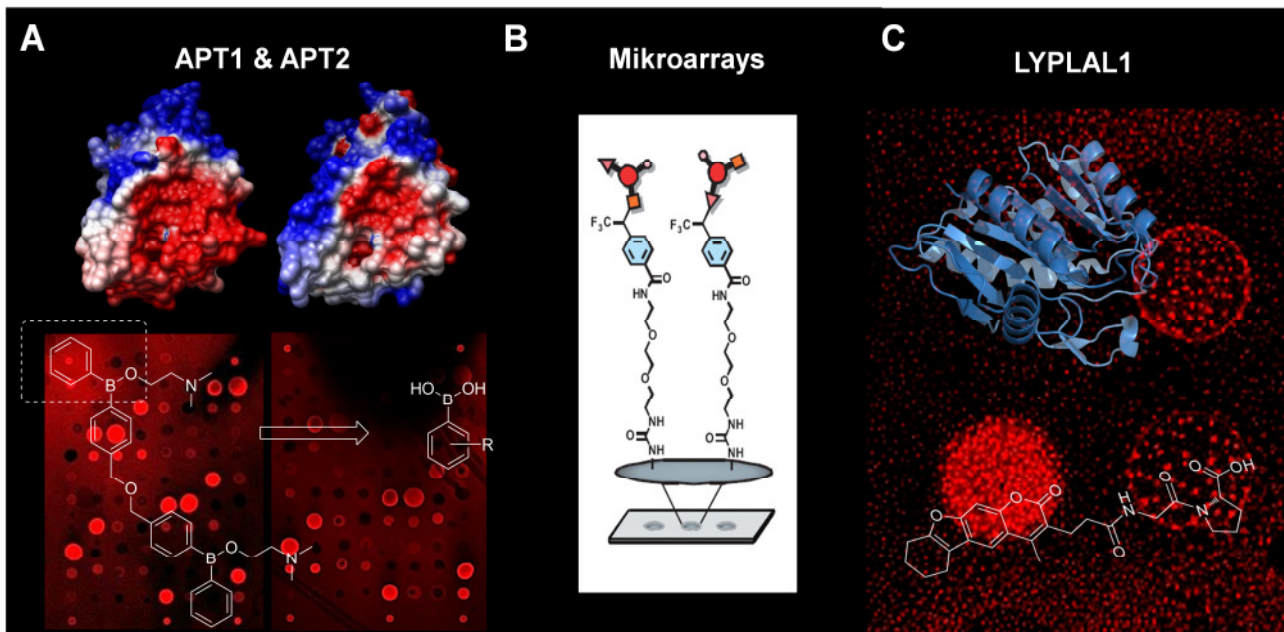 A
APT1 & APT2
B
O
N
HO
OH
B
R
O
B
O
N
B
Mikroarrays
F₃C
F₃C
O
O
HN
HN
O
O
O
O
NH
NH
O
O
NH
NH
C
LYPLAL1
O
O
O
O
H
N
O
N
O
OH